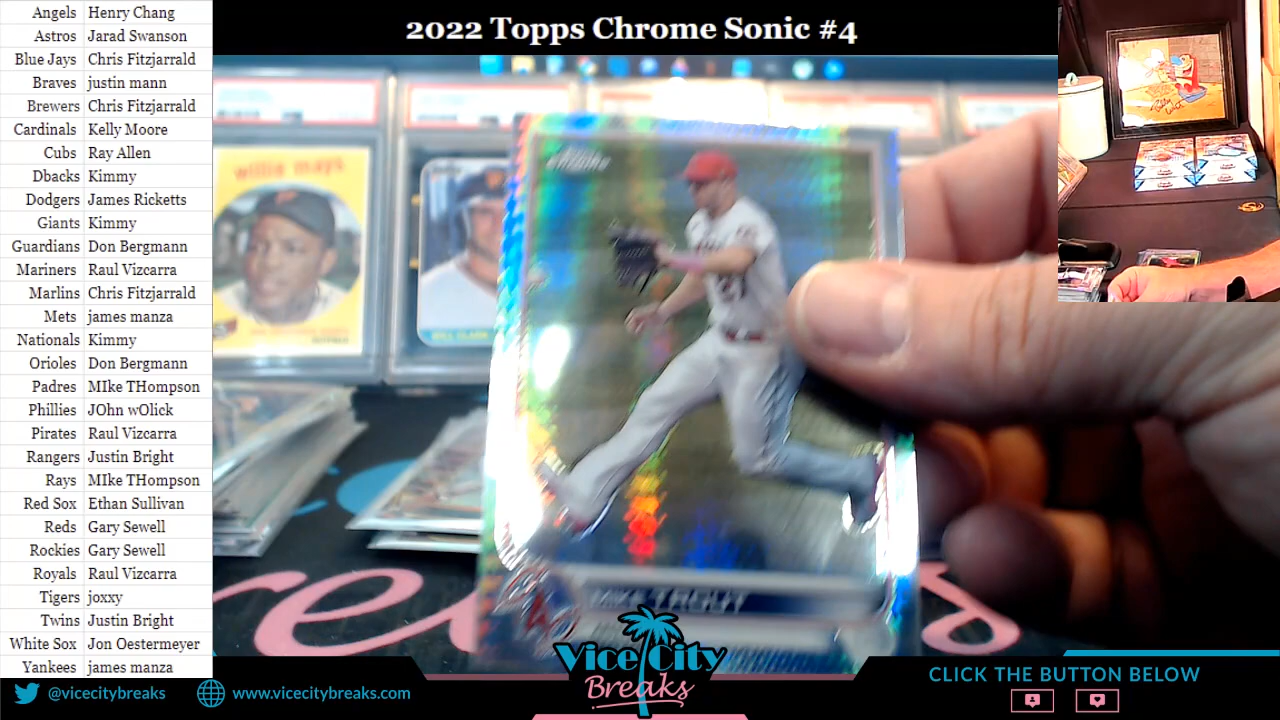 2022 Topps Chrome Sonic #4
Angels Henry Chang
Astros Jarad Swanson
Blue Jays Chris Fitzjarrald
Braves justin mann
Brewers Chris Fitzjarrald
Cardinals Kelly Moore
Cubs Ray Allen
Dbacks Kimmy
Dodgers James Ricketts
Giants Kimmy
Guardians Don Bergmann
Mariners Raul Vizcarra
Marlins Chris Fitzjarrald
Mets james manza
Nationals Kimmy
Orioles Don Bergmann
Padres MIke THompson
Phillies JOhn wOlick
Pirates Raul Vizcarra
Rangers Justin Bright
Rays MIke THompson
Red Sox Ethan Sullivan
Reds Gary Sewell
Rockies Gary Sewell
Royals Raul Vizcarra
Tigers joxxy
Twins Justin Bright
White Sox Jon Oestermeyer
Yankees james manza
willie mays
CHROME
27
MIKE TROUT
Vice City
Breaks
@vicecitybreaks
www.vicecitybreaks.com
CLICK THE BUTTON BELOW